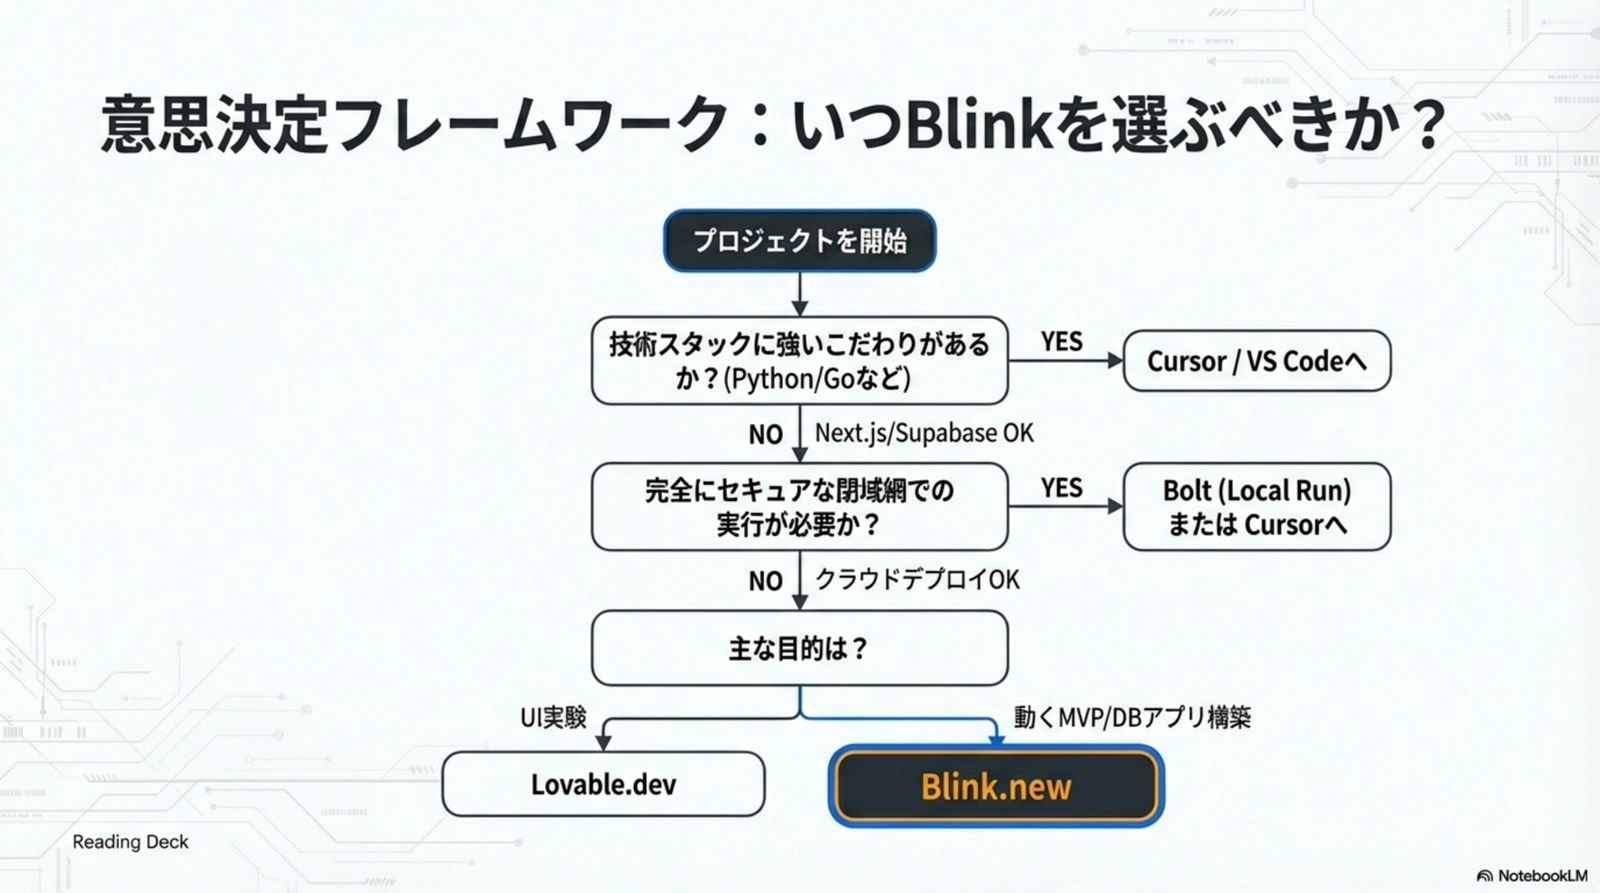 意思決定フレームワーク：いつBlinkを選ぶべきか？
プロジェクトを開始
技術スタックに強いこだわりがある
か？(Python/Goなど)
YES
Cursor / VS Codeへ
NO
Next.js/Supabase OK
完全にセキュアな閉域網での
実行が必要か？
YES
Bolt (Local Run)
または Cursorへ
NO
クラウドデプロイOK
主な目的は？
UI実験
動くMVP/DBアプリ構築
Lovable.dev
Blink.new
Reading Deck
NotebookLM